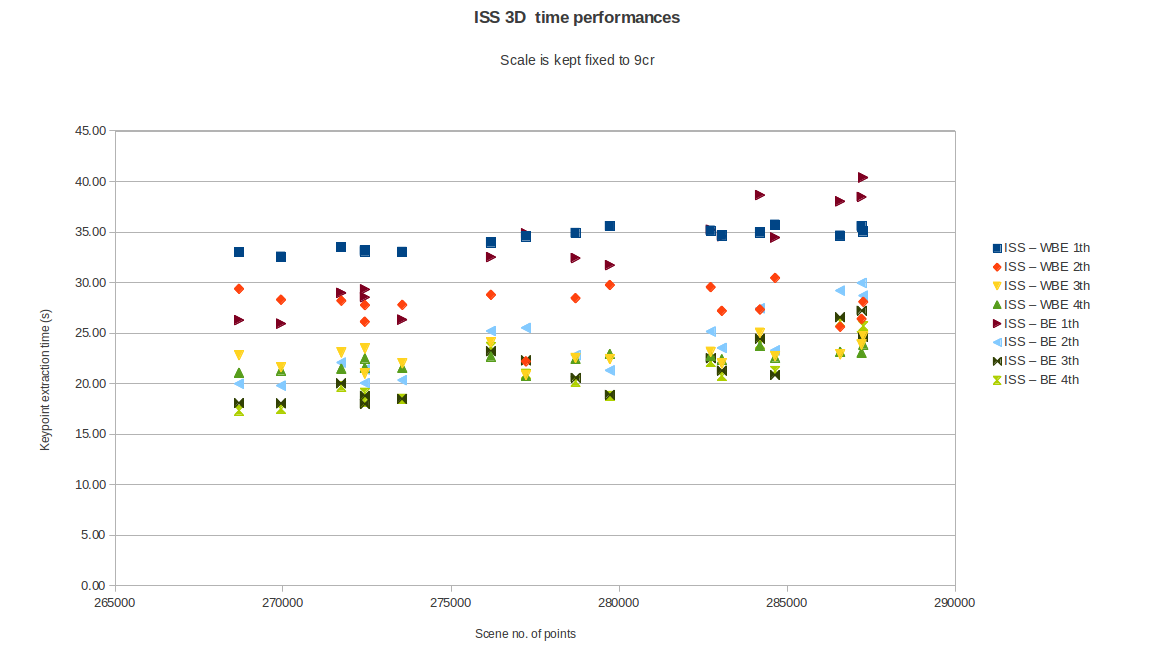 ISS 3D  time performances
Scale is kept fixed to 9cr
45.00
40.00
35.00
30.00
25.00
20.00
15.00
10.00
5.00
0.00
265000
270000
275000
280000
285000
290000
Keypoint extraction time (s)
Scene no. of points
ISS – WBE 1th
ISS – WBE 2th
ISS – WBE 3th
ISS – WBE 4th
ISS – BE 1th
ISS – BE 2th
ISS – BE 3th
ISS – BE 4th